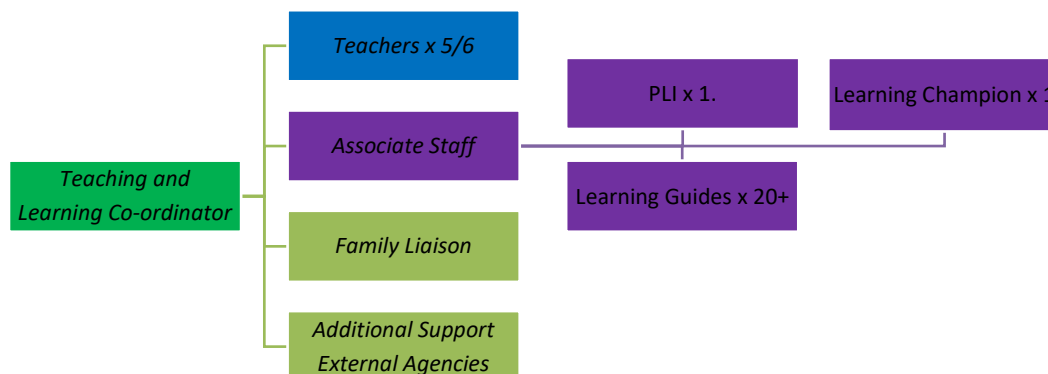 Teachers x 5/6
PLI x 1.
Learning Champion x 1
Associate Staff
Teaching and
Learning Co-ordinator
Learning Guides x 20+
Family Liaison
Additional Support
External Agencies